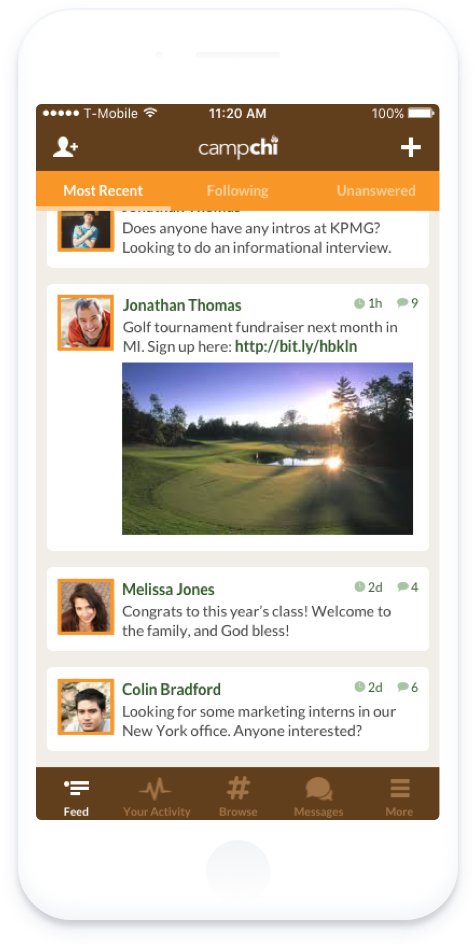 T-Mobile 11:20 AM 100%
campchi
Most Recent Following Unanswered
Jonathan Thomas
Does anyone have any intros at KPMG?
Looking to do an informational interview.
Jonathan Thomas 1h 9
Golf tournament fundraiser next month in
MI. Sign up here: http://bit.ly/hbkln
Melissa Jones 2d 4
Congrats to this year's class! Welcome to
the family, and God bless!
Colin Bradford 2d 6
Looking for some marketing interns in our
New York office. Anyone interested?
Feed Your Activity Browse Messages More